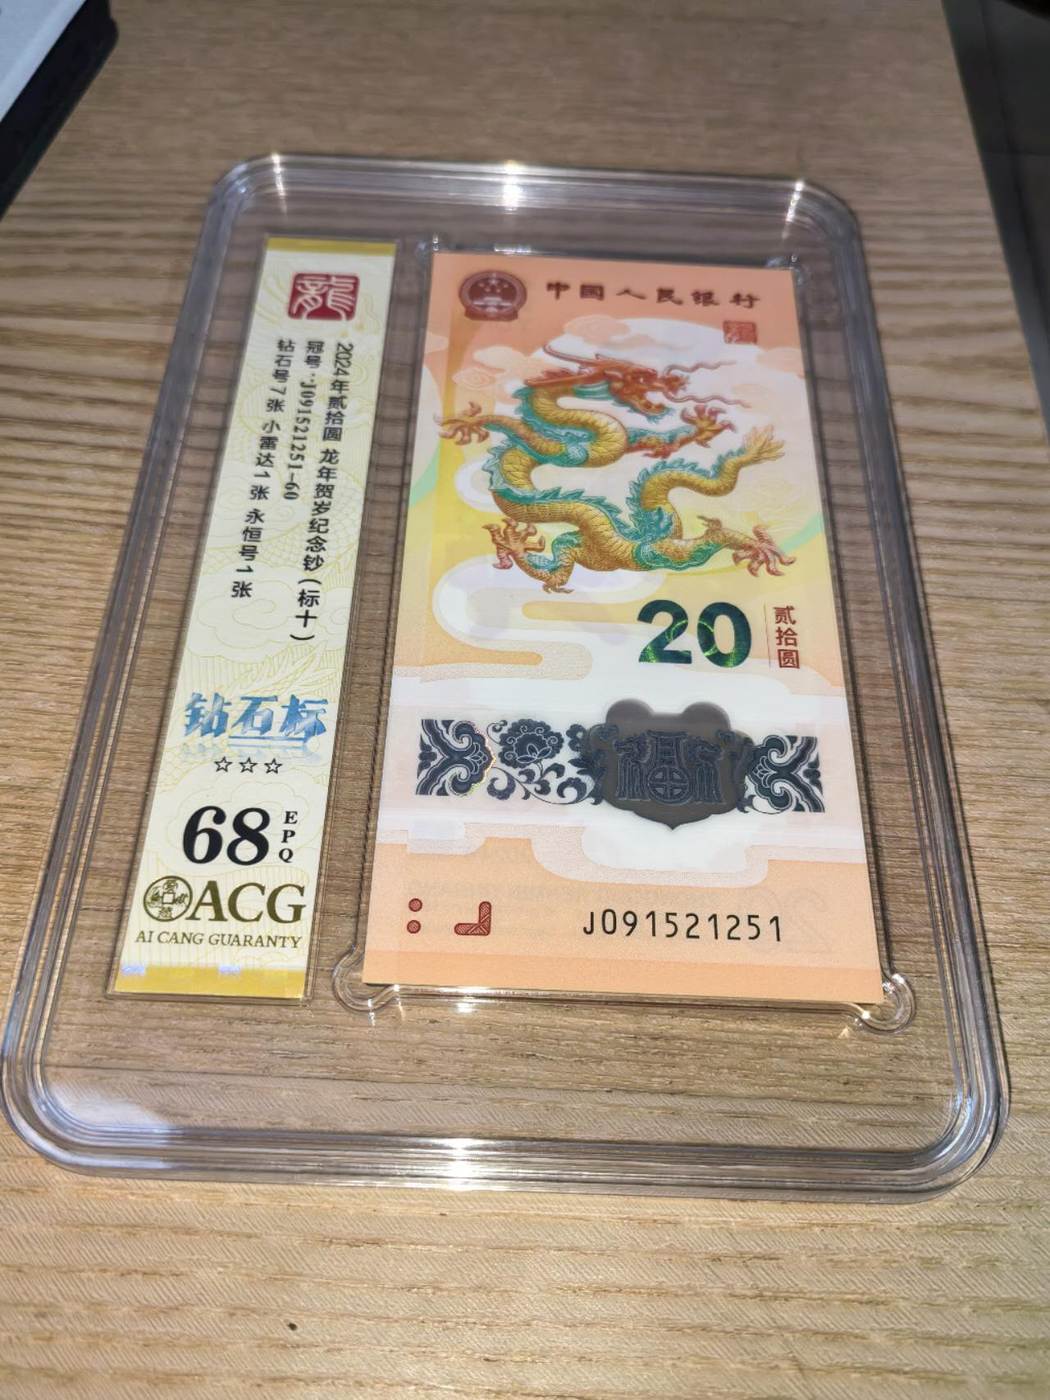 龍
2024年贰拾圆 龙年贺岁纪念钞(标十)
冠号:J091521251-60
钻石号7张 小雷达1张 永恒号1张
钻石标
☆☆☆
68
EPQ
ACG
AI CANG GUARANTY
中国人民银行
20
贰拾圆
福
J091521251